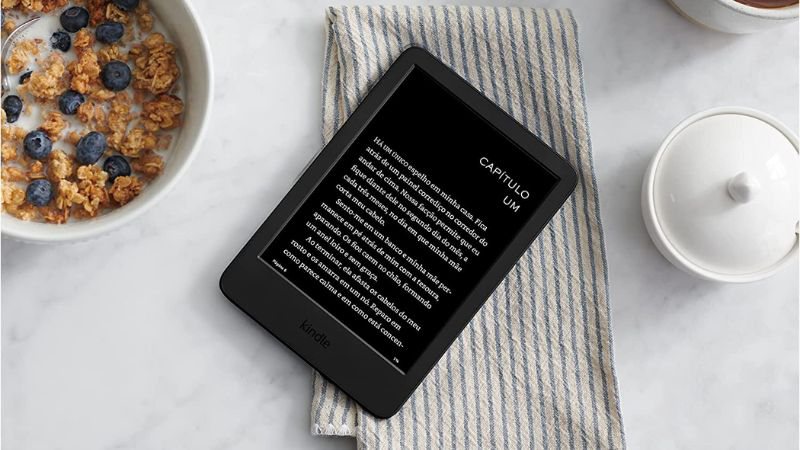 CAPÍTULO
UM
HÁ UM ÚNICO espelho em minha casa. Fica
atrás de um painel corrediço no corredor do
andar de cima. Nossa facção permite que eu
fique diante dele no segundo dia do mês, a
cada três meses, no dia em que minha mãe
corta meu cabelo.
Sento-me em um banco e minha mãe per-
manece em pé atrás de mim com a tesoura,
aparando. Os fios caem no chão, formando
um anel loiro e sem graça.
Ao terminar, ela afasta os cabelos do meu
rosto e os amarra em um nó. Reparo em
como parece calma e em como está concen-
kindle